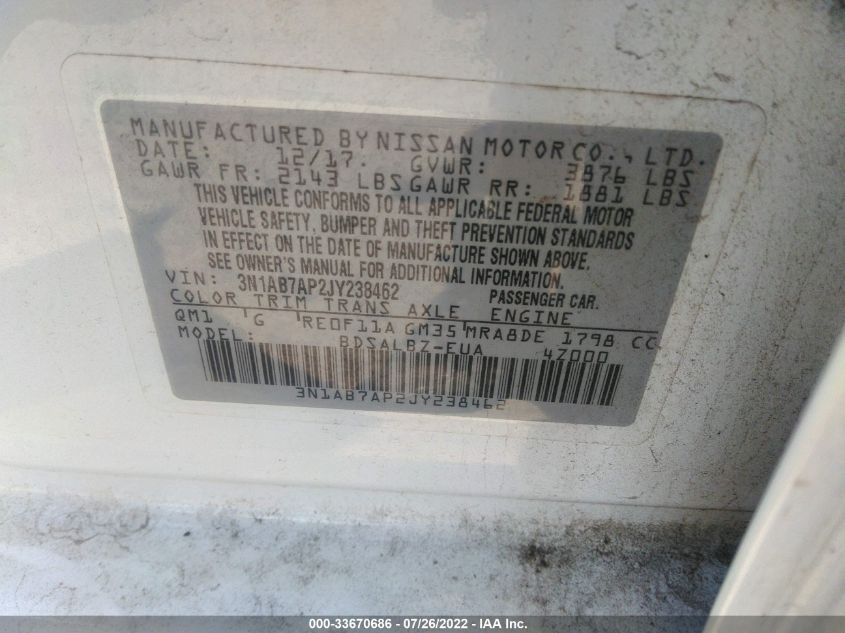 MANUFACTURED BY NISSAN MOTOR CO., LTD.
DATE: 12/17. GVWR: 3876 LBS
GAWR FR: 2143 LBS GAWR RR: 1881 LBS
THIS VEHICLE CONFORMS TO ALL APPLICABLE FEDERAL MOTOR
VEHICLE SAFETY, BUMPER AND THEFT PREVENTION STANDARDS
IN EFFECT ON THE DATE OF MANUFACTURE SHOWN ABOVE.
SEE OWNER'S MANUAL FOR ADDITIONAL INFORMATION.
VIN: 3N1AB7AP2JY238462 PASSENGER CAR.
COLOR TRIM TRANS AXLE ENGINE
QM1 G RE0F11A GM35 MRA8DE 1798 CC
MODEL: BDSALBZ-EUA 4Z000
3N1AB7AP2JY238462
000-33670686 - 07/26/2022 - IAA Inc.